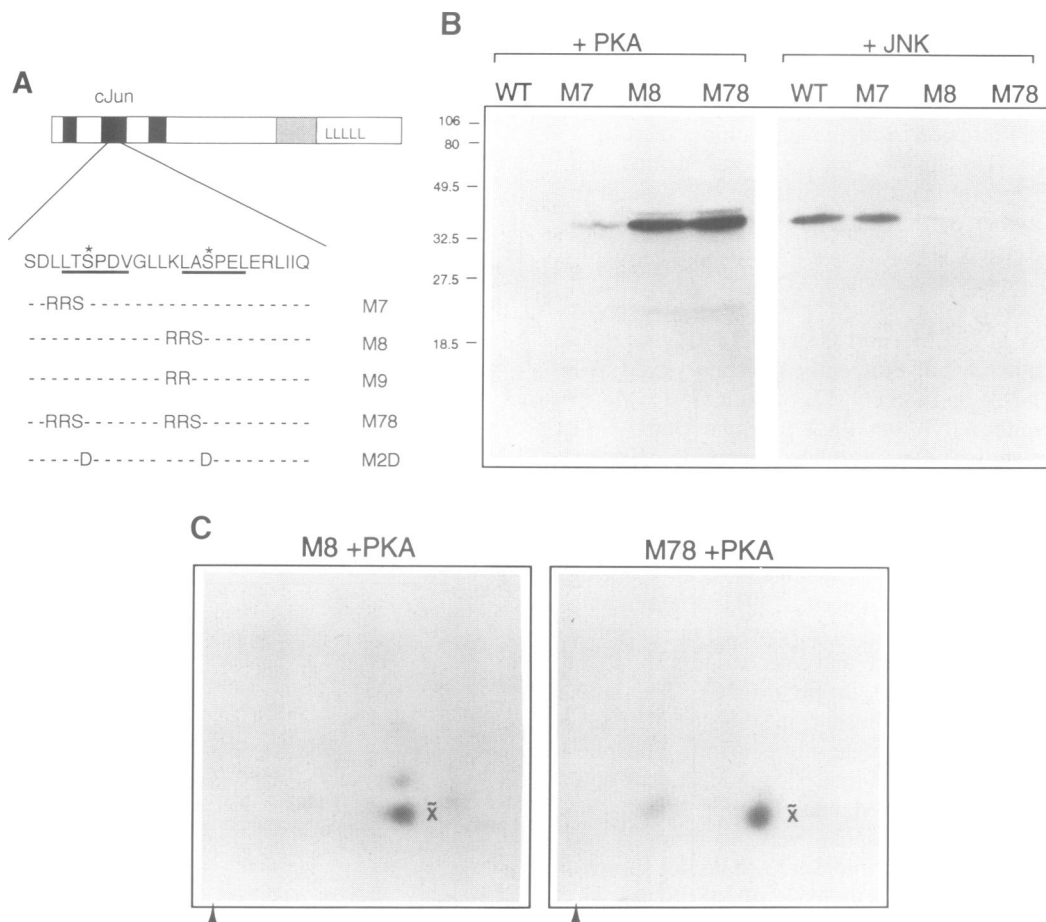 A
cJun
LLLLL
* *
SDLLTSPDVGLLKLASPELERLIIQ
---RRS------------------- M7
-------------RRS--------- M8
-------------RR---------- M9
---RRS-------RRS--------- M78
------D---------D-------- M2D
B
+ PKA + JNK
WT M7 M8 M78 WT M7 M8 M78
106
80
49.5
32.5
27.5
18.5
C
M8 +PKA M78 +PKA
x̃ x̃